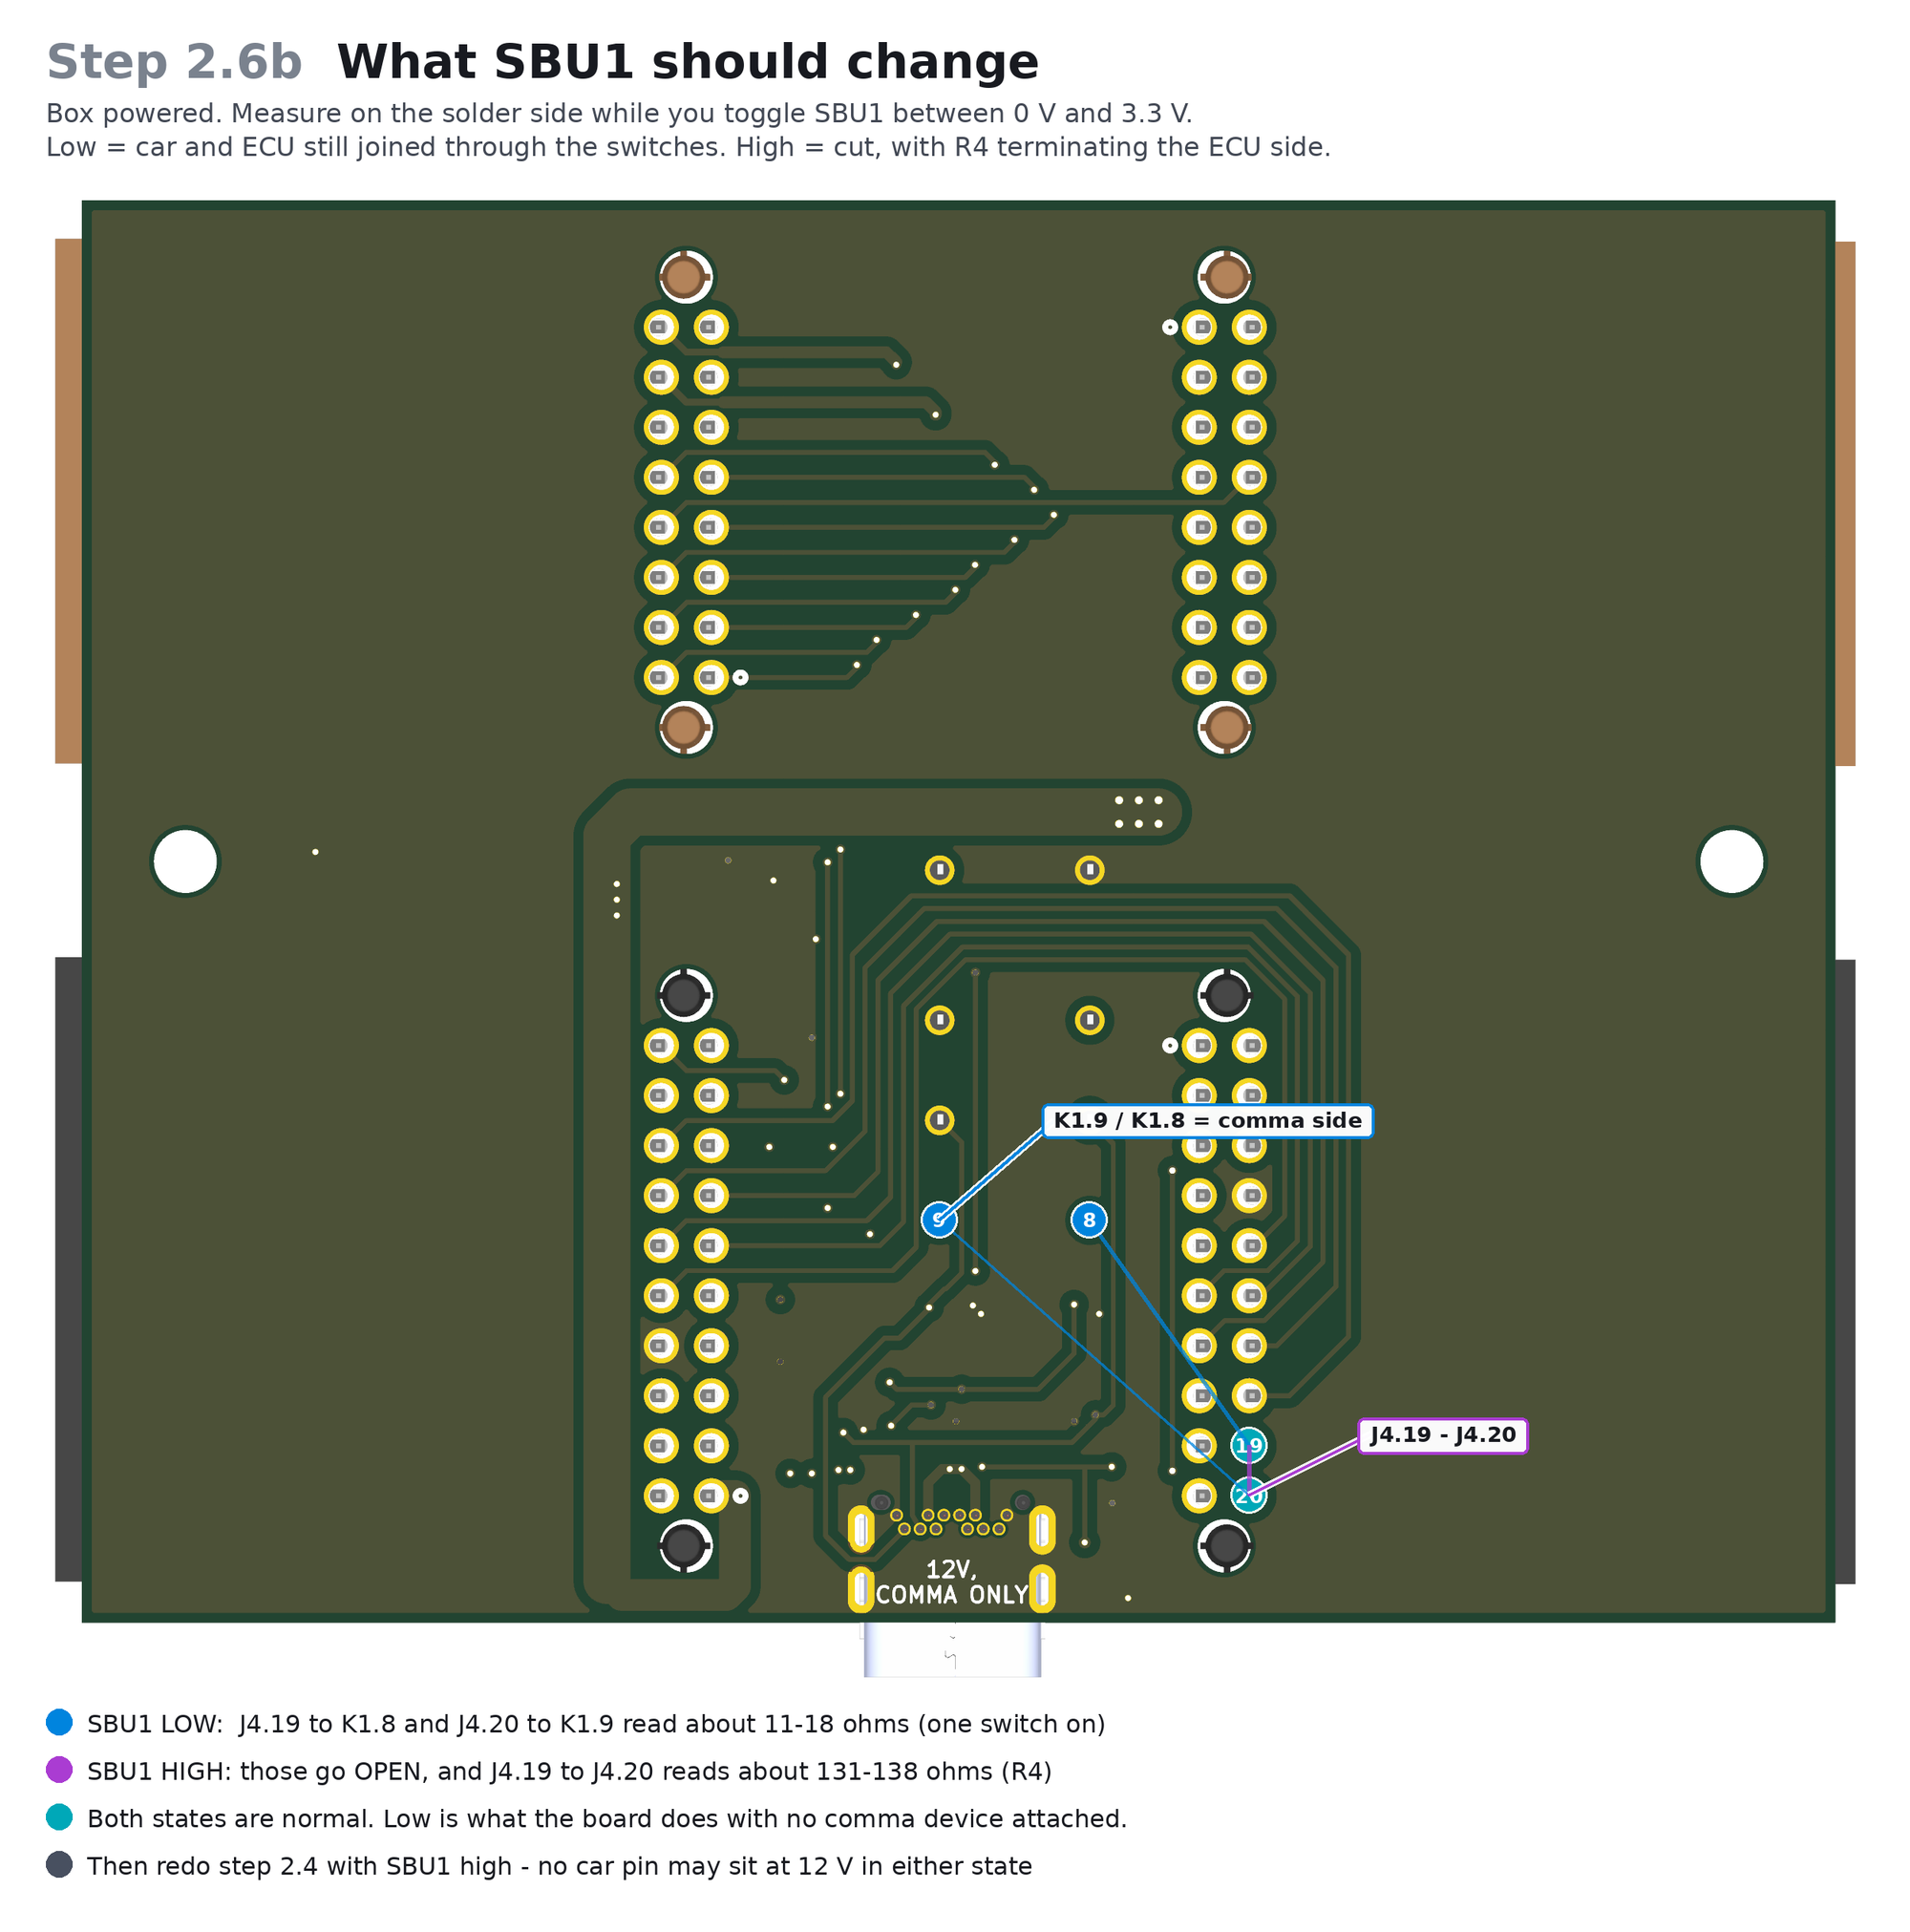 Step 2.6b What SBU1 should change
Box powered. Measure on the solder side while you toggle SBU1 between 0 V and 3.3 V.
Low = car and ECU still joined through the switches. High = cut, with R4 terminating the ECU side.
K1.9 / K1.8 = comma side
9
8
J4.19 - J4.20
19
20
12V,
COMMA ONLY
SBU1 LOW: J4.19 to K1.8 and J4.20 to K1.9 read about 11-18 ohms (one switch on)
SBU1 HIGH: those go OPEN, and J4.19 to J4.20 reads about 131-138 ohms (R4)
Both states are normal. Low is what the board does with no comma device attached.
Then redo step 2.4 with SBU1 high - no car pin may sit at 12 V in either state